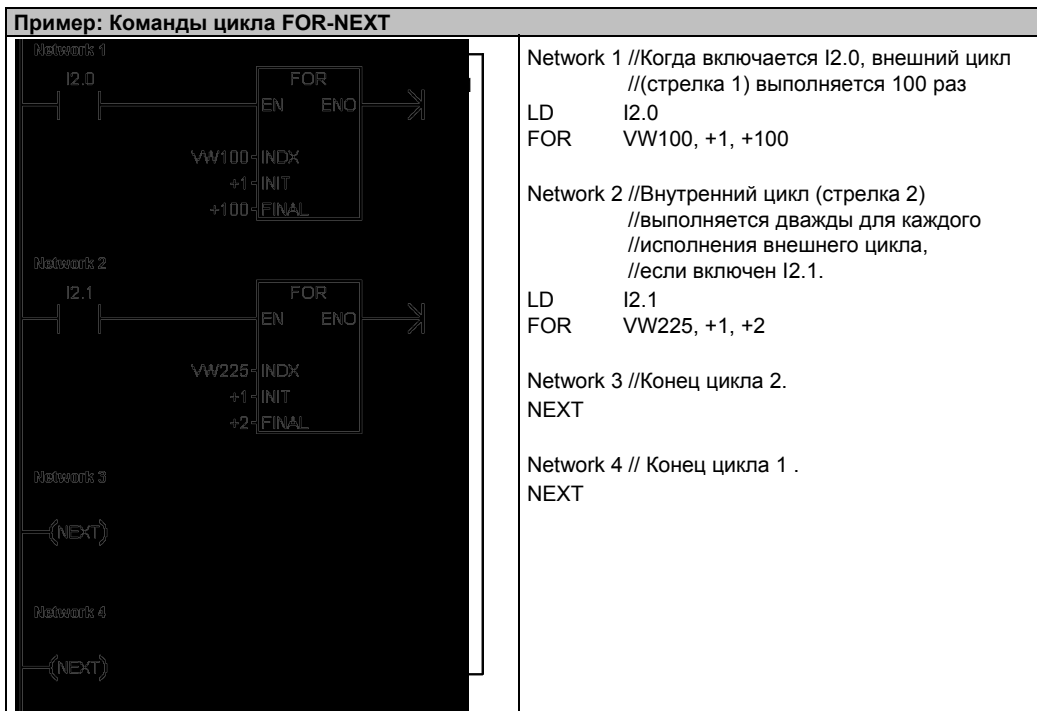 Пример: Команды цикла FOR-NEXT
Network 1
I2.0
FOR
EN ENO
VW100 INDX
+1 INIT
+100 FINAL
Network 2
I2.1
FOR
EN ENO
VW225 INDX
+1 INIT
+2 FINAL
Network 3
(NEXT)
Network 4
(NEXT)
Network 1 //Когда включается I2.0, внешний цикл
//(стрелка 1) выполняется 100 раз
LD I2.0
FOR VW100, +1, +100
Network 2 //Внутренний цикл (стрелка 2)
//выполняется дважды для каждого
//исполнения внешнего цикла,
//если включен I2.1.
LD I2.1
FOR VW225, +1, +2
Network 3 //Конец цикла 2.
NEXT
Network 4 // Конец цикла 1 .
NEXT